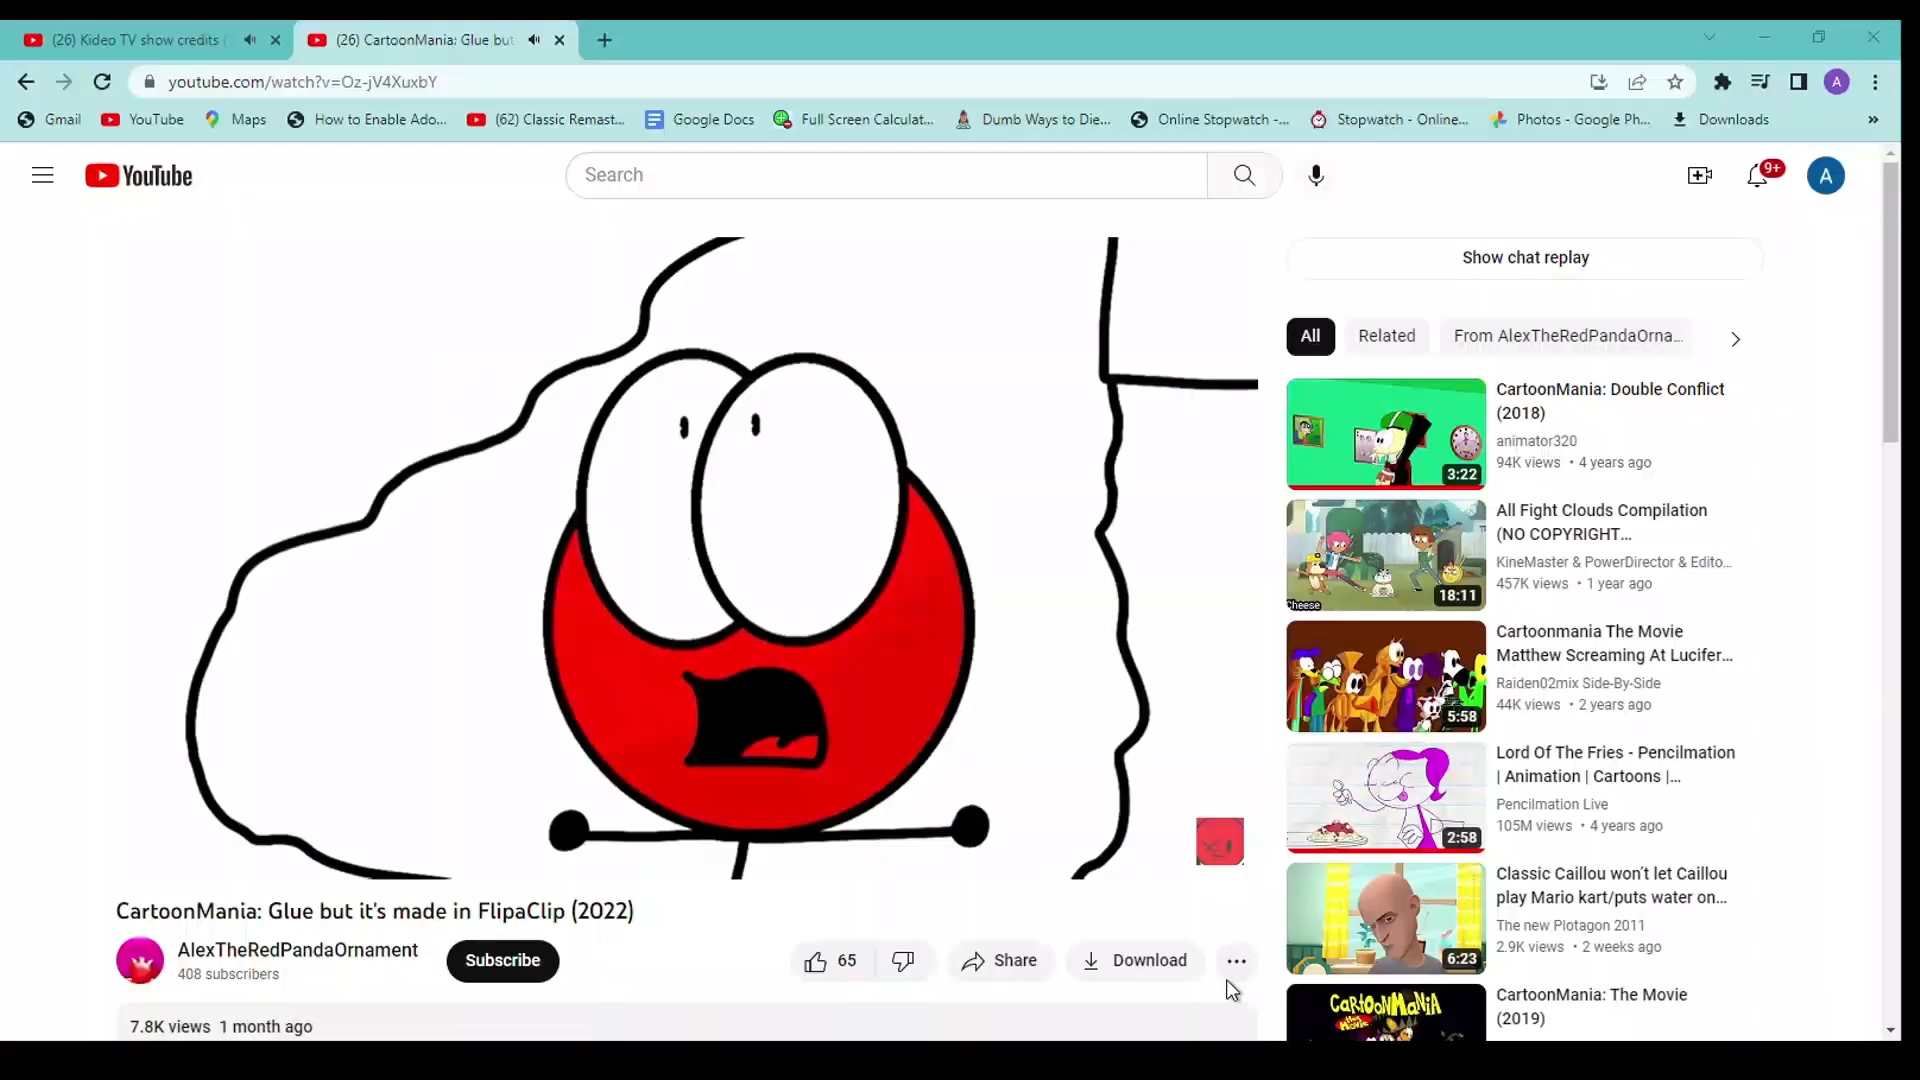 (26) Kideo TV show credits (
(26) CartoonMania: Glue but
youtube.com/watch?v=Oz-jV4XuxbY
A
Gmail YouTube Maps How to Enable Ado... (62) Classic Remast... Google Docs Full Screen Calculat... Dumb Ways to Die... Online Stopwatch -... Stopwatch - Online... Photos - Google Ph... Downloads »
YouTube
Search
9+
A
Show chat replay
All Related From AlexTheRedPandaOrna...
CartoonMania: Double Conflict
(2018)
animator320
94K views • 4 years ago
3:22
All Fight Clouds Compilation
(NO COPYRIGHT...
KineMaster & PowerDirector & Edito...
457K views • 1 year ago
18:11
Cheese
Cartoonmania The Movie
Matthew Screaming At Lucifer...
Raiden02mix Side-By-Side
44K views • 2 years ago
5:58
Lord Of The Fries - Pencilmation
| Animation | Cartoons |...
Pencilmation Live
105M views • 4 years ago
2:58
Classic Caillou won't let Caillou
play Mario kart/puts water on...
The new Plotagon 2011
2.9K views • 2 weeks ago
6:23
CartoonMania: The Movie
(2019)
CARTOONMANIA
THE MOVIE
CartoonMania: Glue but it's made in FlipaClip (2022)
AlexTheRedPandaOrnament
408 subscribers
Subscribe
65
Share
Download
7.8K views 1 month ago